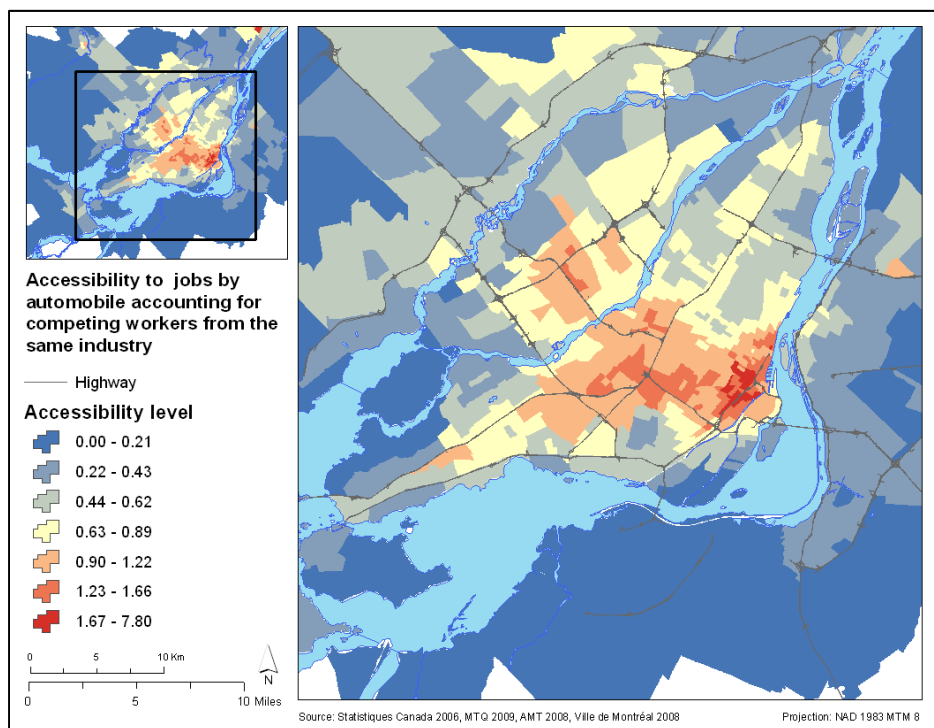 Accessibility to jobs by
automobile accounting for
competing workers from the
same industry
Highway
Accessibility level
0.00 - 0.21
0.22 - 0.43
0.44 - 0.62
0.63 - 0.89
0.90 - 1.22
1.23 - 1.66
1.67 - 7.80
0 5 10 Km
N
0 5 10 Miles
Source: Statistiques Canada 2006, MTQ 2009, AMT 2008, Ville de Montréal 2008
Projection: NAD 1983 MTM 8